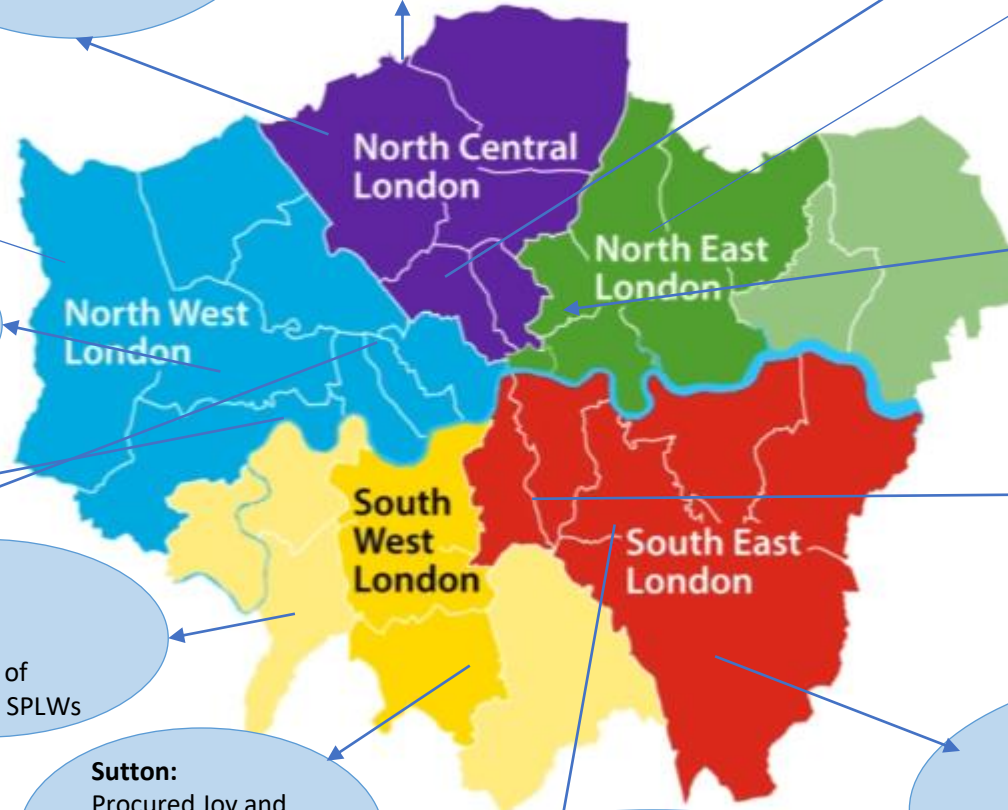 North Central
London
North East
London
North West
London
South
West
London
South East
London
of
SPLWs
Sutton:
Procured Joy and